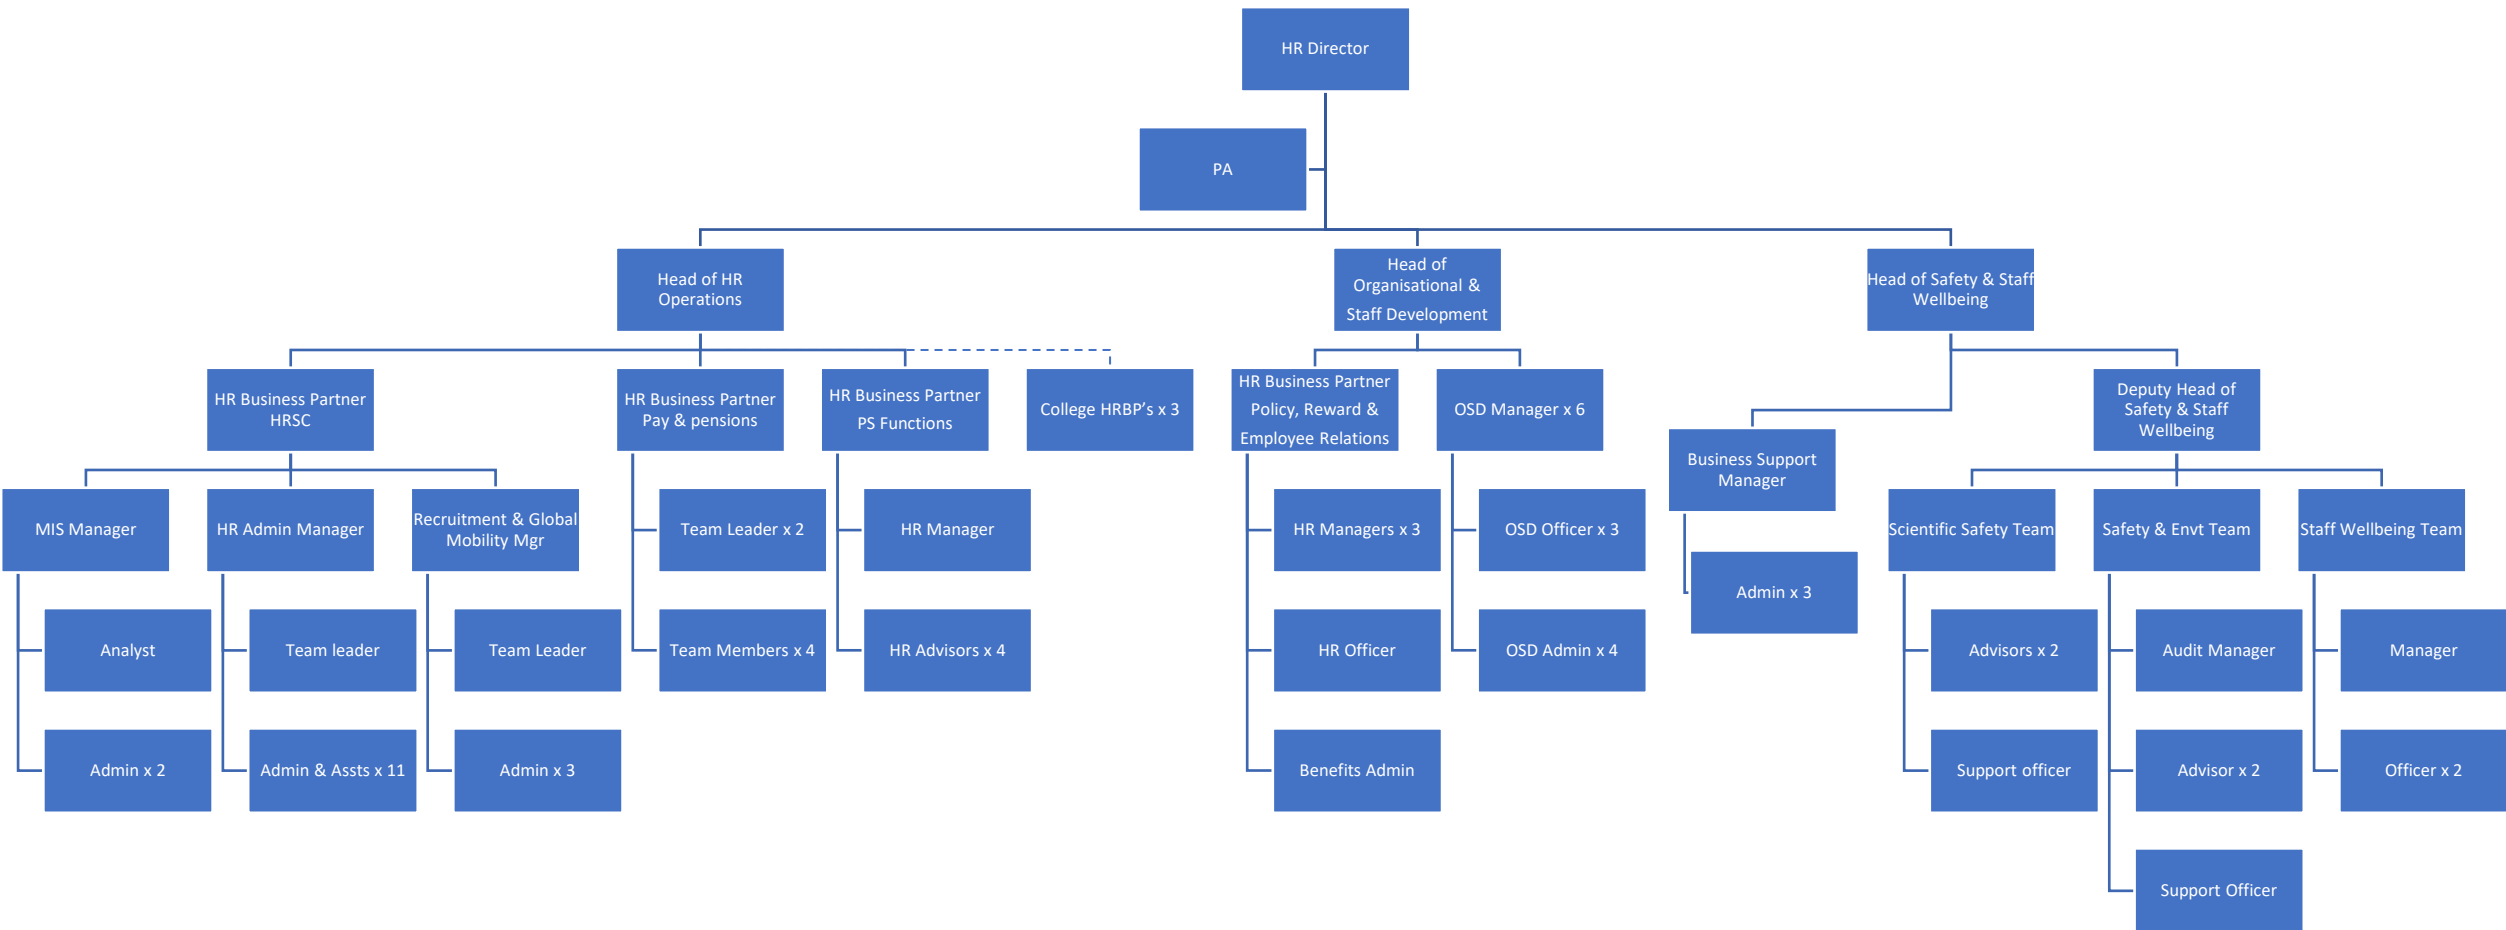 HR Director
PA
Head of HR
Operations
Head of
Organisational &
Staff Development
Head of Safety & Staff
Wellbeing
HR Business Partner
HRSC
HR Business Partner
Pay & pensions
HR Business Partner
PS Functions
College HRBP’s x 3
HR Business Partner
Policy, Reward &
Employee Relations
OSD Manager x 6
Business Support
Manager
Deputy Head of
Safety & Staff
Wellbeing
MIS Manager
HR Admin Manager
Recruitment & Global
Mobility Mgr
Team Leader x 2
HR Manager
HR Managers x 3
OSD Officer x 3
Admin x 3
Scientific Safety Team
Safety & Envt Team
Staff Wellbeing Team
Analyst
Team leader
Team Leader
Team Members x 4
HR Advisors x 4
HR Officer
OSD Admin x 4
Advisors x 2
Audit Manager
Manager
Admin x 2
Admin & Assts x 11
Admin x 3
Benefits Admin
Support officer
Advisor x 2
Officer x 2
Support Officer